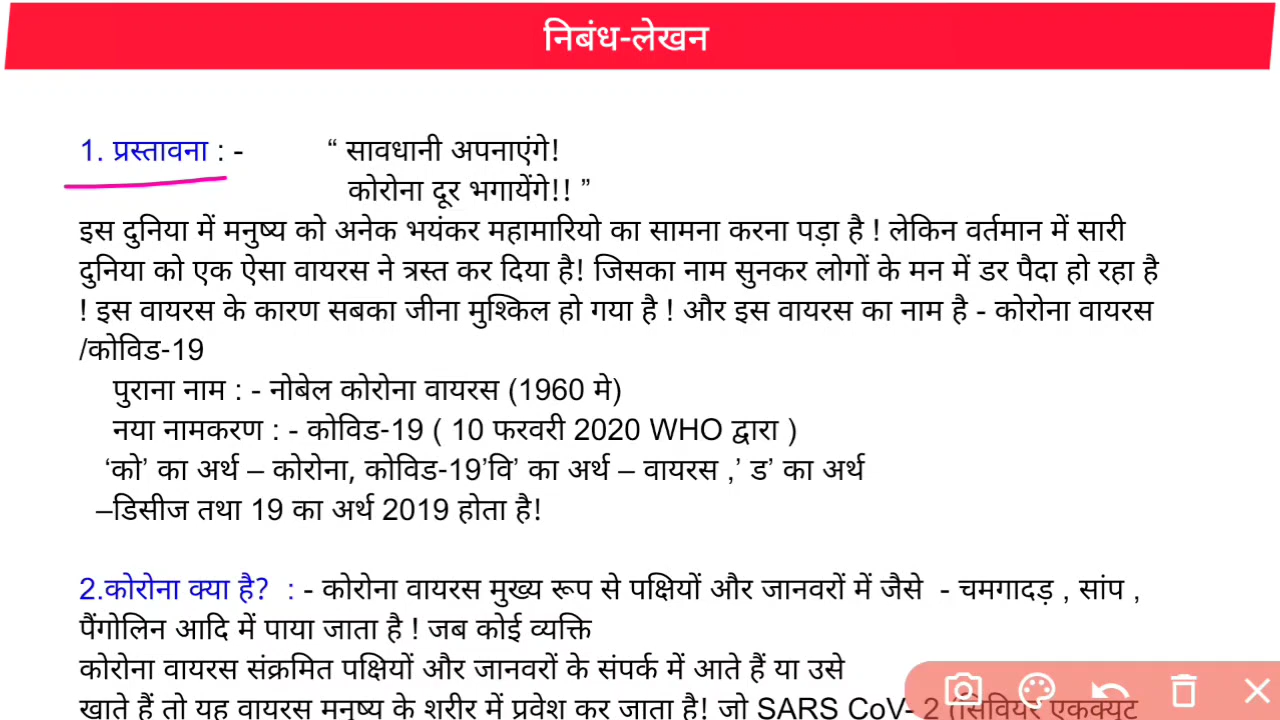 निबंध-लेखन
1. प्रस्तावना : - “ सावधानी अपनाएंगे!
कोरोना दूर भगायेंगे!! ”
इस दुनिया में मनुष्य को अनेक भयंकर महामारियो का सामना करना पड़ा है ! लेकिन वर्तमान में सारी
दुनिया को एक ऐसा वायरस ने त्रस्त कर दिया है! जिसका नाम सुनकर लोगों के मन में डर पैदा हो रहा है
! इस वायरस के कारण सबका जीना मुश्किल हो गया है ! और इस वायरस का नाम है - कोरोना वायरस
/कोविड-19
पुराना नाम : - नोबेल कोरोना वायरस (1960 मे)
नया नामकरण : - कोविड-19 ( 10 फरवरी 2020 WHO द्वारा )
‘को’ का अर्थ – कोरोना, कोविड-19’वि’ का अर्थ – वायरस ,’ ड’ का अर्थ
–डिसीज तथा 19 का अर्थ 2019 होता है!
2.कोरोना क्या है? : - कोरोना वायरस मुख्य रूप से पक्षियों और जानवरों में जैसे - चमगादड़ , सांप ,
पैंगोलिन आदि में पाया जाता है ! जब कोई व्यक्ति
कोरोना वायरस संक्रमित पक्षियों और जानवरों के संपर्क में आते हैं या उसे
खाते हैं तो यह वायरस मनुष्य के शरीर में प्रवेश कर जाता है! जो SARS CoV- 2 (सिवियर एक्क्यूट